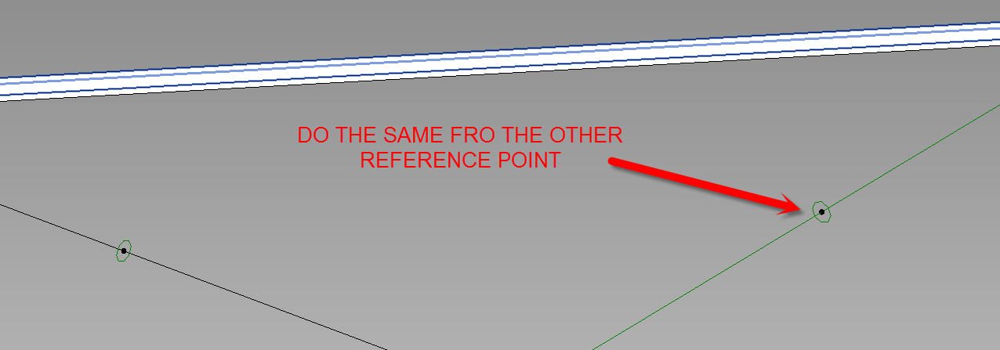 DO THE SAME FRO THE OTHER
REFERENCE POINT